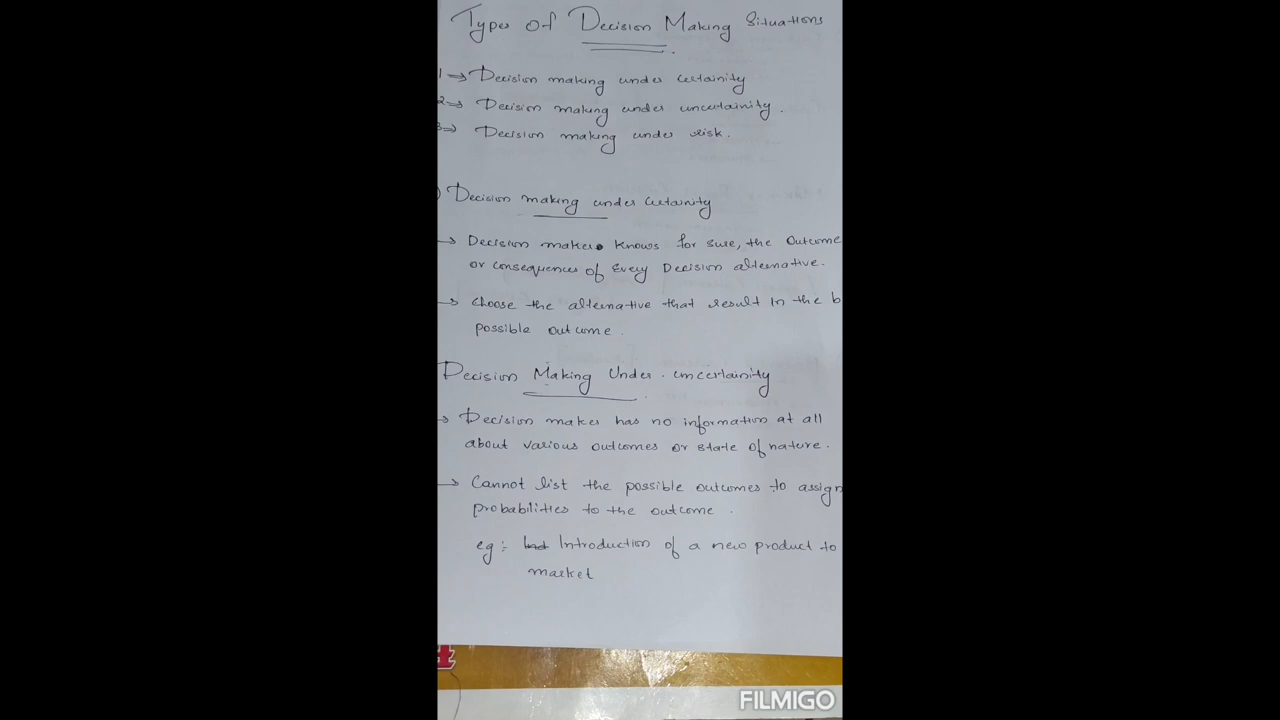 Types of Decision Making Situations
1 → Decision making under certainity
2 → Decision making under uncertainity.
3 → Decision making under risk.
) Decision making under certainity
→ Decision maker knows for sure, the outcome
or consequences of Every Decision alternative.
→ Choose the alternative that result in the b
possible outcome.
Decision Making Under uncertainity
→ Decision maker has no information at all
about various outcomes or state of nature.
→ Cannot list the possible outcomes to assign
probabilities to the outcome.
eg: Introduction of a new product to
market
FILMIGO